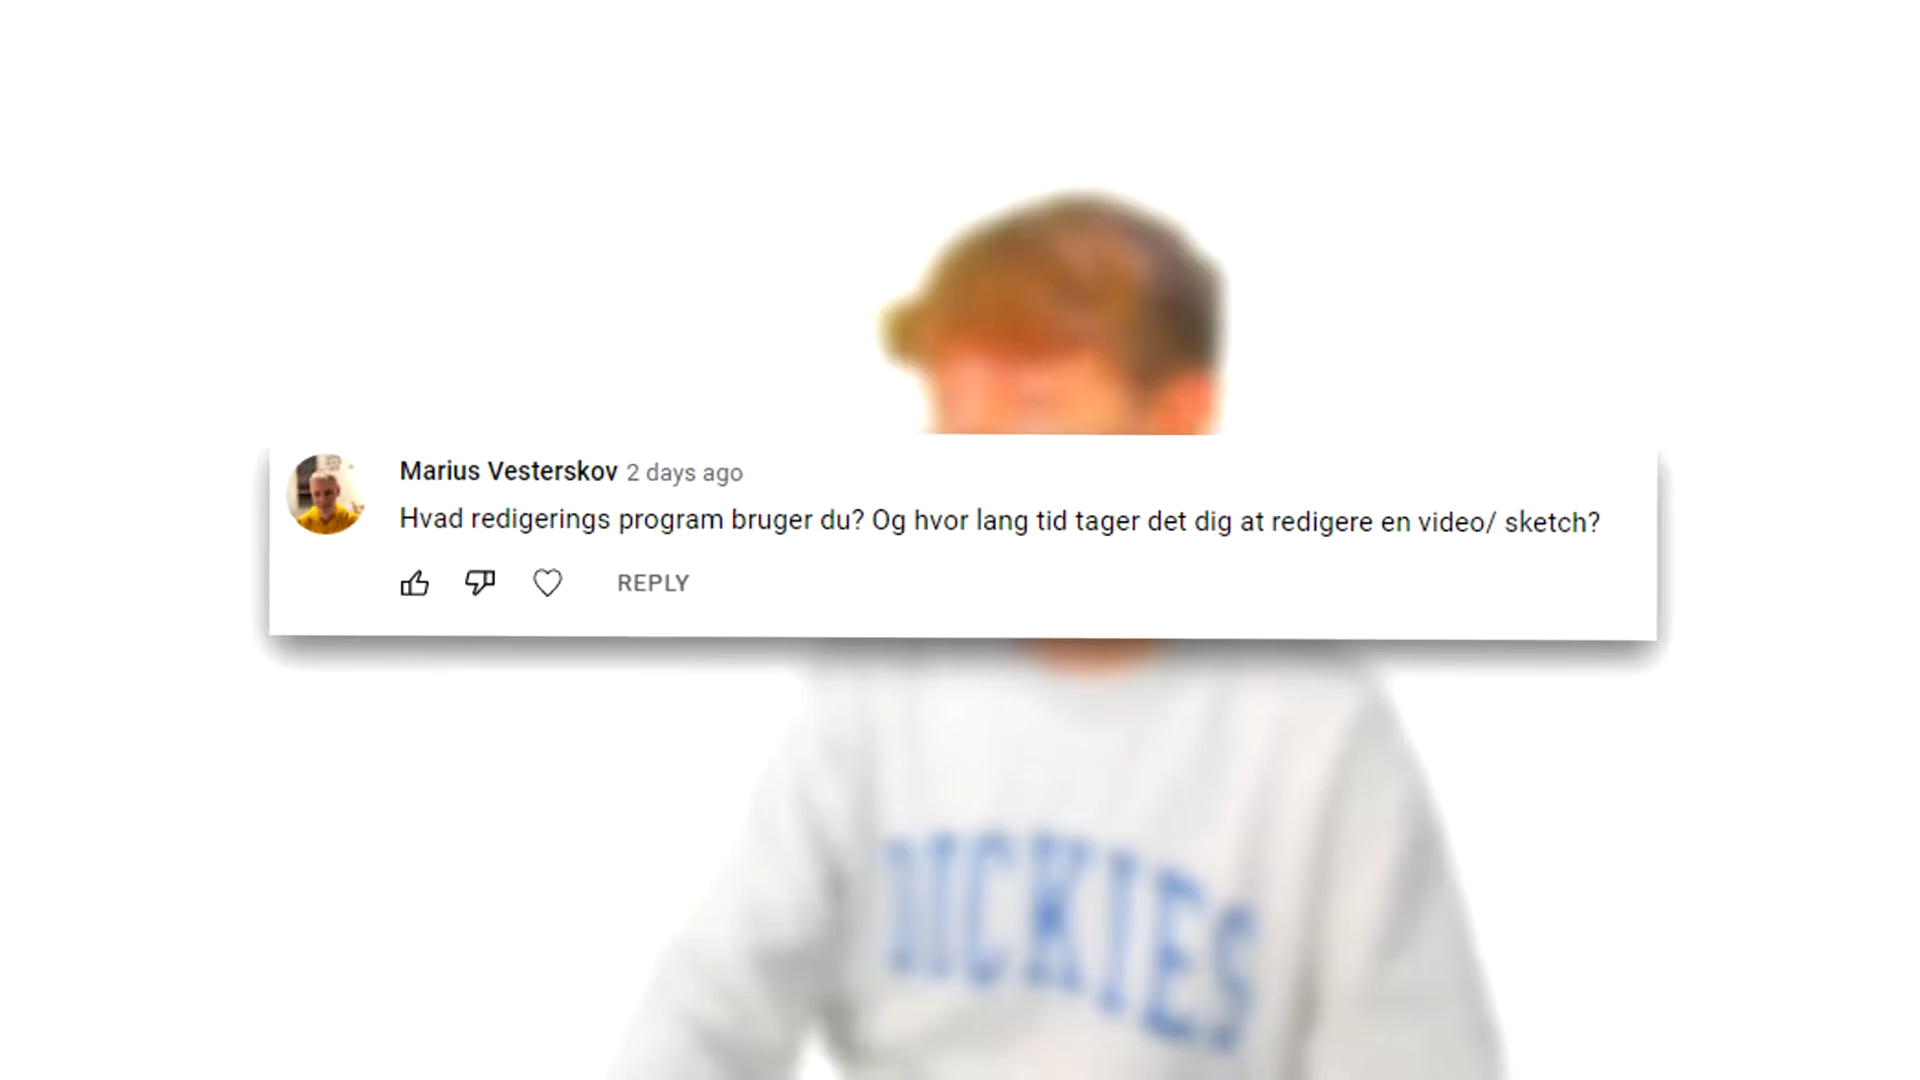 Marius Vesterskov 2 days ago
Hvad redigerings program bruger du? Og hvor lang tid tager det dig at redigere en video/ sketch?
REPLY
DICKIES